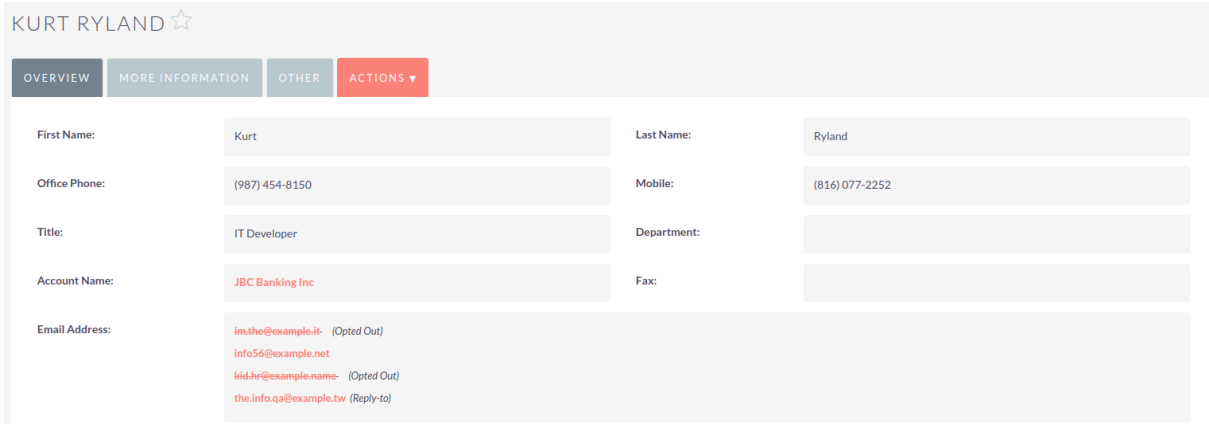 KURT RYLAND
OVERVIEW MORE INFORMATION OTHER ACTIONS ▼
First Name: Kurt Last Name: Ryland
Office Phone: (987) 454-8150 Mobile: (816) 077-2252
Title: IT Developer Department:
Account Name: JBC Banking Inc Fax:
Email Address: im.the@example.it (Opted Out)
info56@example.net
kid.hr@example.name (Opted Out)
the.info.qa@example.tw (Reply-to)